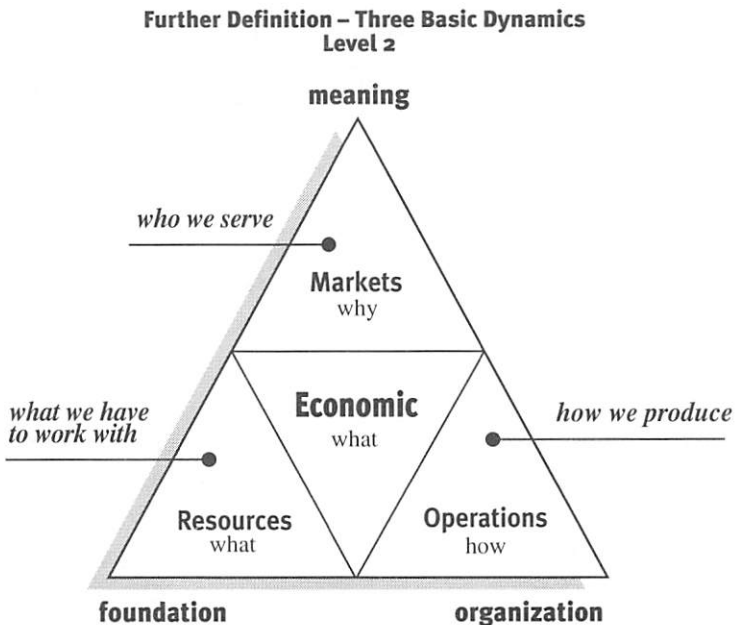 Further Definition – Three Basic Dynamics
Level 2
meaning
who we serve
Markets
why
Economic
what
what we have
to work with
how we produce
Resources
what
Operations
how
foundation
organization